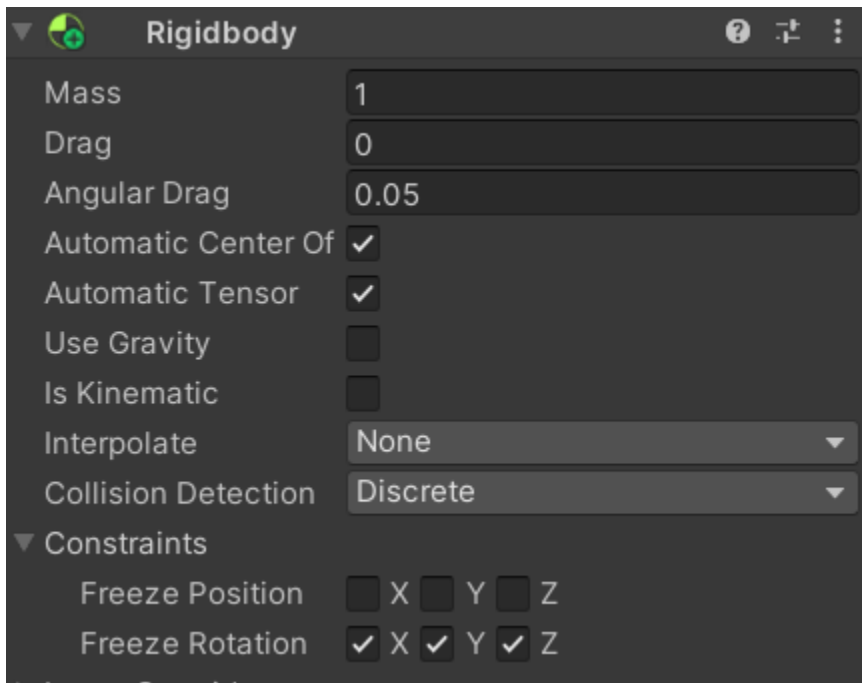 Rigidbody
Mass 1
Drag 0
Angular Drag 0.05
Automatic Center Of
Automatic Tensor
Use Gravity
Is Kinematic
Interpolate None
Collision Detection Discrete
Constraints
Freeze Position X Y Z
Freeze Rotation X Y Z